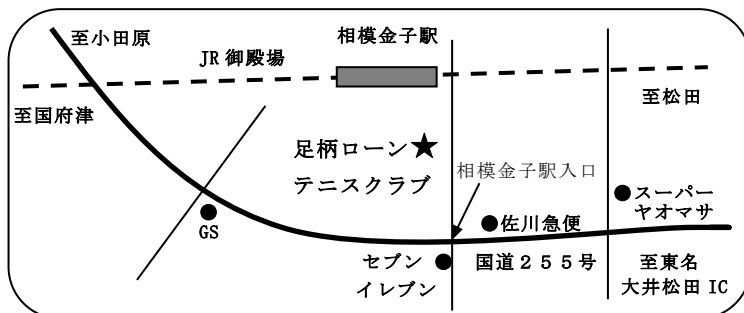 至小田原
相模金子駅
JR 御殿場
至国府津
至松田
足柄ローン★
テニスクラブ
相模金子駅入口
スーパー
ヤオマサ
佐川急便
GS
セブン
イレブン
国道２５５号
至東名
大井松田 IC